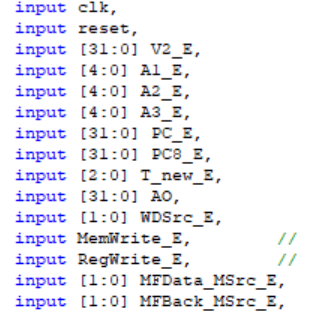 input clk,
input reset,
input [31:0] V2_E,
input [4:0] A1_E,
input [4:0] A2_E,
input [4:0] A3_E,
input [31:0] PC_E,
input [31:0] PC8_E,
input [2:0] T_new_E,
input [31:0] AO,
input [1:0] WDSrc_E,
input MemWrite_E, //
input RegWrite_E, //
input [1:0] MFData_MSrc_E,
input [1:0] MFBack_MSrc_E,